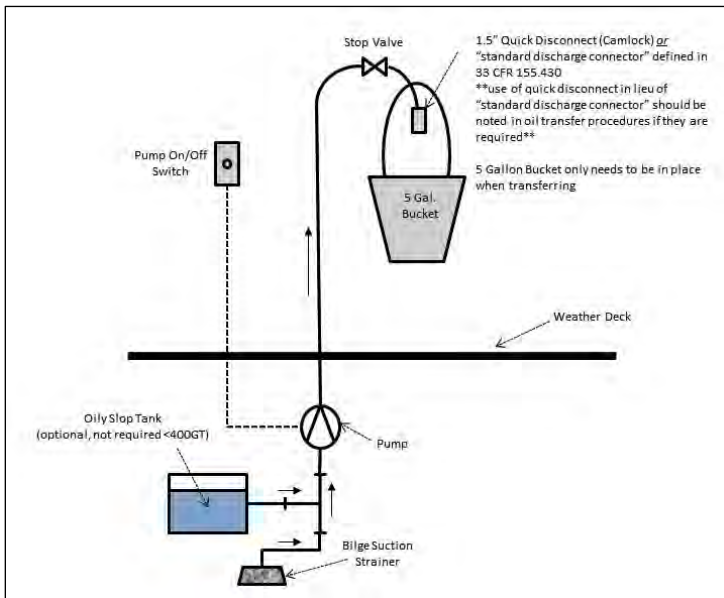 Stop Valve
1.5” Quick Disconnect (Camlock) or
“standard discharge connector” defined in
33 CFR 155.430
**use of quick disconnect in lieu of
“standard discharge connector” should be
noted in oil transfer procedures if they are
required**
5 Gallon Bucket only needs to be in place
when transferring
Pump On/Off
Switch
5 Gal.
Bucket
Weather Deck
Oily Slop Tank
(optional, not required <400GT)
Pump
Bilge Suction
Strainer